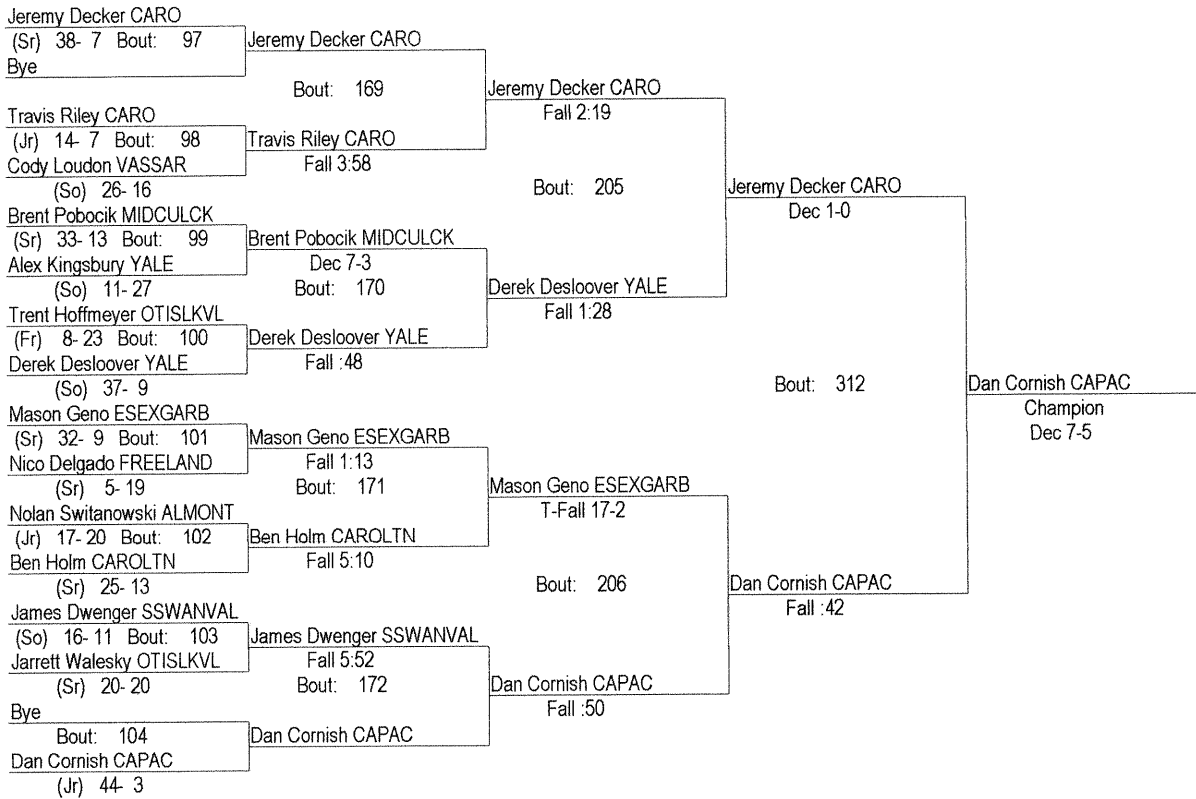 Jeremy Decker CARO
(Sr) 38- 7 Bout: 97
Bye
Travis Riley CARO
(Jr) 14- 7 Bout: 98
Cody Loudon VASSAR
(So) 26- 16
Brent Pobocik MIDCULCK
(Sr) 33- 13 Bout: 99
Alex Kingsbury YALE
(So) 11- 27
Trent Hoffmeyer OTISLKVL
(Fr) 8- 23 Bout: 100
Derek Desloover YALE
(So) 37- 9
Mason Geno ESEXGARB
(Sr) 32- 9 Bout: 101
Nico Delgado FREELAND
(Sr) 5- 19
Nolan Switanowski ALMONT
(Jr) 17- 20 Bout: 102
Ben Holm CAROLTN
(Sr) 25- 13
James Dwenger SSWANVAL
(So) 16- 11 Bout: 103
Jarrett Walesky OTISLKVL
(Sr) 20- 20
Bye
Bout: 104
Dan Cornish CAPAC
(Jr) 44- 3
Jeremy Decker CARO
Bout: 169
Travis Riley CARO
Fall 3:58
Brent Pobocik MIDCULCK
Dec 7-3
Bout: 170
Derek Desloover YALE
Fall :48
Mason Geno ESEXGARB
Fall 1:13
Bout: 171
Ben Holm CAROLTN
Fall 5:10
James Dwenger SSWANVAL
Fall 5:52
Bout: 172
Dan Cornish CAPAC
Jeremy Decker CARO
Fall 2:19
Bout: 205
Derek Desloover YALE
Fall 1:28
Mason Geno ESEXGARB
T-Fall 17-2
Bout: 206
Dan Cornish CAPAC
Fall :50
Jeremy Decker CARO
Dec 1-0
Bout: 312
Dan Cornish CAPAC
Fall :42
Dan Cornish CAPAC
Champion
Dec 7-5